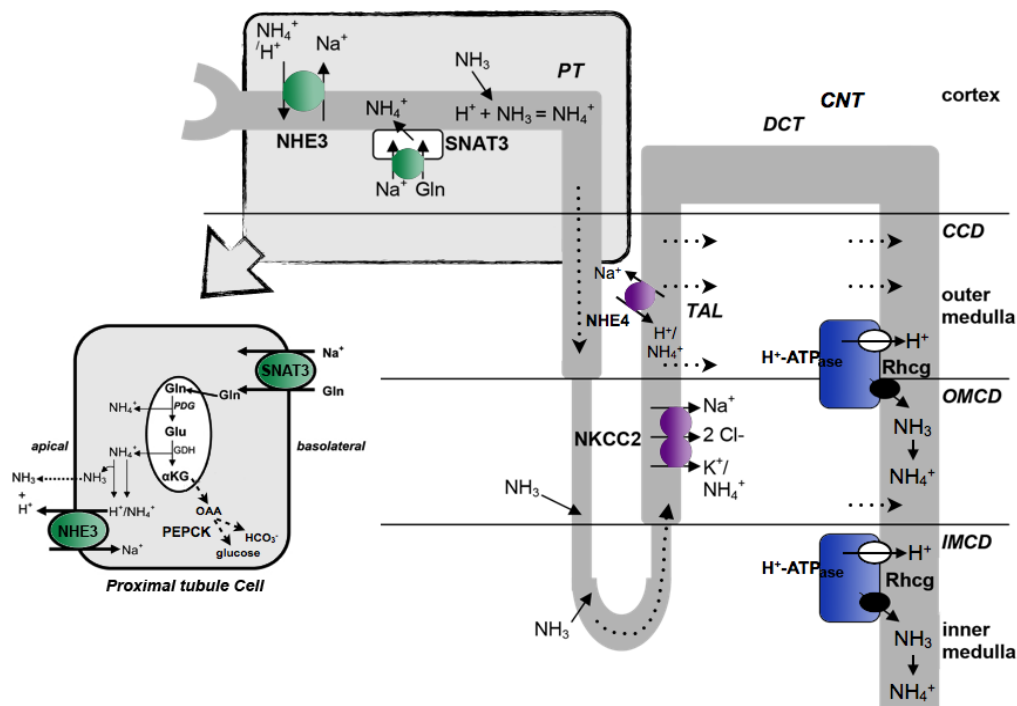 NH₄⁺
/H⁺
Na⁺
NHE3
NH₄⁺
SNAT3
Na⁺ Gln
NH₃
H⁺ + NH₃ = NH₄⁺
PT
DCT
CNT
cortex
CCD
outer
medulla
Na⁺
NHE4
H⁺/
NH₄⁺
TAL
H⁺-ATPase
H⁺
Rhcg
OMCD
NH₃
NH₄⁺
NKCC2
Na⁺
2 Cl-
K⁺/
NH₄⁺
NH₃
NH₃
IMCD
H⁺-ATPase
H⁺
Rhcg
NH₃
NH₄⁺
inner
medulla
Na⁺
SNAT3
Gln
Gln
Gln
PDG
NH₄⁺
Glu
GDH
NH₄⁺
αKG
apical
basolateral
NH₃
NH₃
+
H⁺
H⁺/NH₄⁺
OAA
PEPCK
HCO₃⁻
glucose
NHE3
Na⁺
Proximal tubule Cell